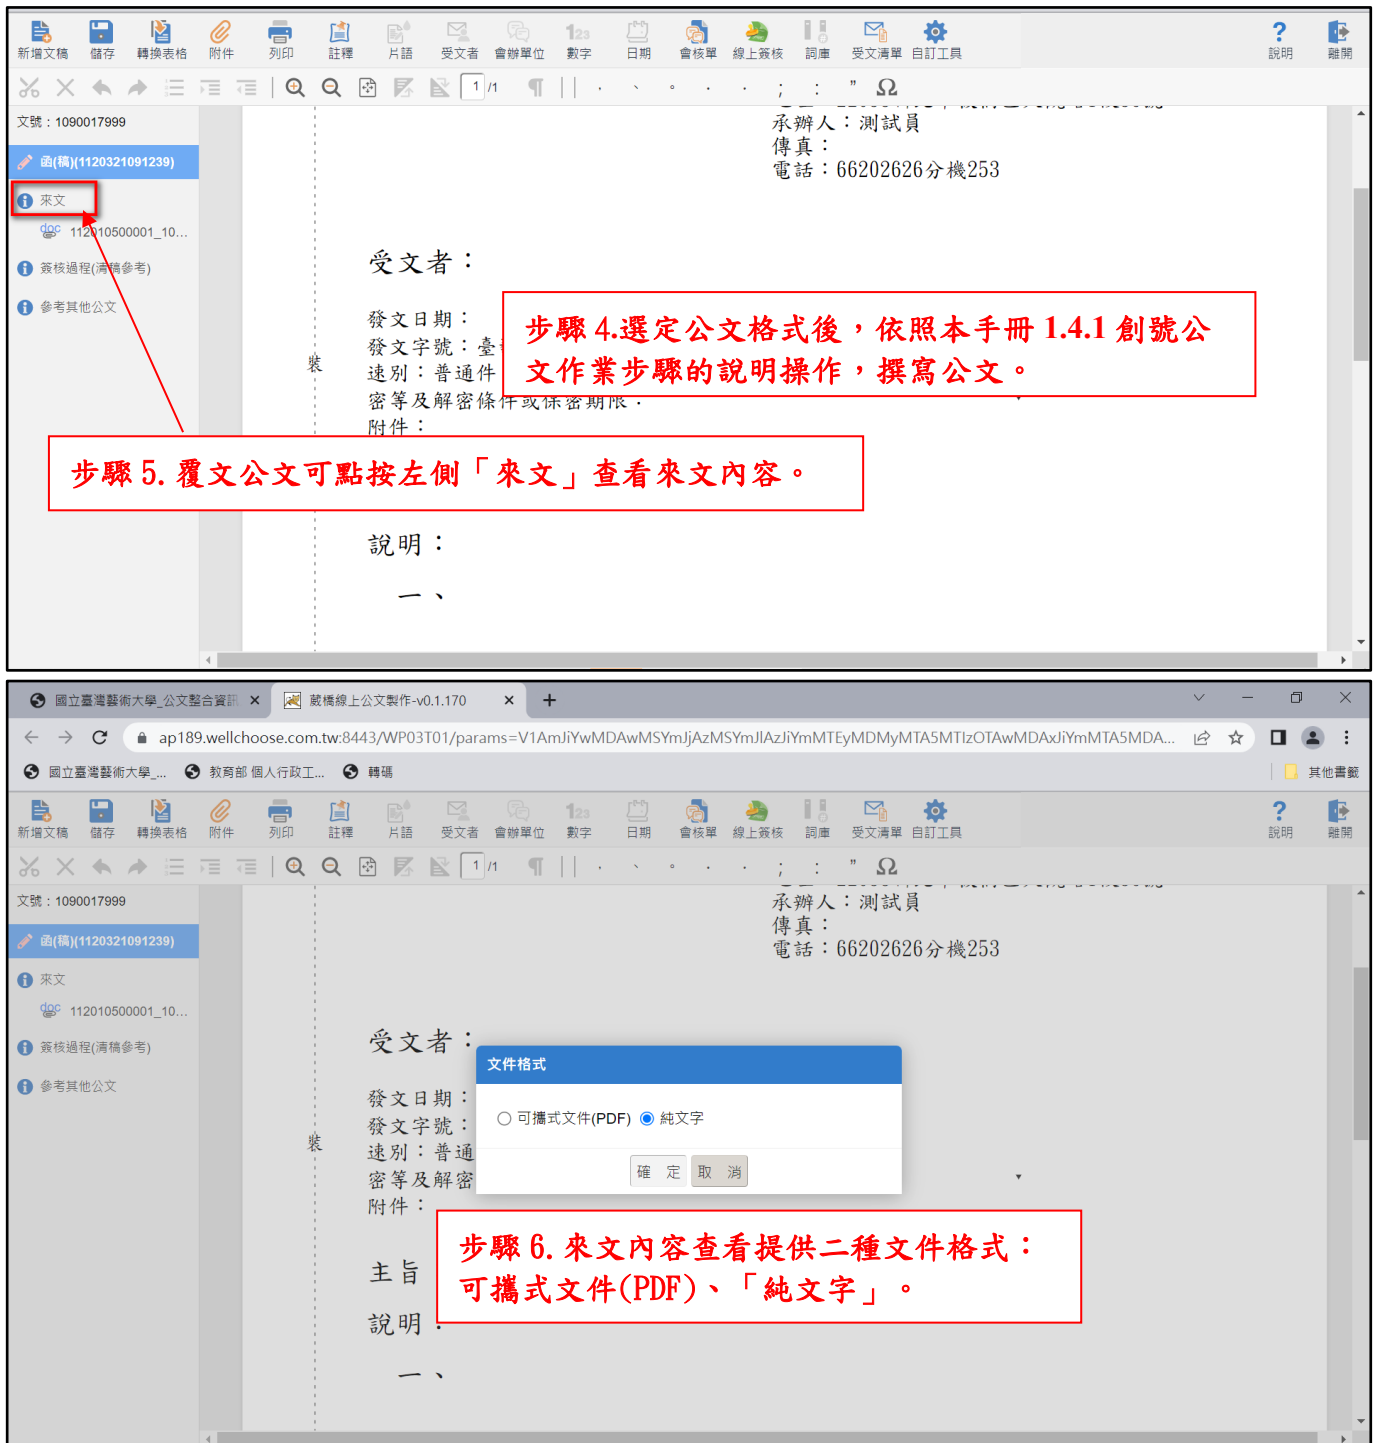 新增文稿 儲存 轉換表格 附件 列印 註釋 片語 受文者 會辦單位 數字 日期 會核單 線上簽核 詞庫 受文清單 自訂工具 說明 離開
1 /1 ¶ 、 。 ; : ” Ω
文號：1090017999
承辦人：測試員
函(稿)(1120321091239)
傳真：
電話：66202626分機253
來文
doc 112010500001_10...
簽核過程(清稿參考)
受文者：
參考其他公文
發文日期：
步驟 4.選定公文格式後，依照本手冊 1.4.1 創號公
發文字號：臺
裝
速別：普通件
文作業步驟的說明操作，撰寫公文。
密等及解密條件或保密期限：
附件：
步驟 5. 覆文公文可點按左側「來文」查看來文內容。
說明：
一、
國立臺灣藝術大學_公文整合資訊 蕆橋線上公文製作-v0.1.170
ap189.wellchoose.com.tw:8443/WP03T01/params=V1AmJiYwMDAwMSYmJjAzMSYmJlAzJiYmMTEyMDMyMTA5MTIzOTAwMDAxJiYmMTA5MDA...
國立臺灣藝術大學_... 教育部 個人行政工... 轉碼 其他書籤
新增文稿 儲存 轉換表格 附件 列印 註釋 片語 受文者 會辦單位 數字 日期 會核單 線上簽核 詞庫 受文清單 自訂工具 說明 離開
1 /1 ¶ 、 。 ; : ” Ω
文號：1090017999
承辦人：測試員
傳真：
函(稿)(1120321091239)
電話：66202626分機253
來文
doc 112010500001_10...
簽核過程(清稿參考)
受文者：
文件格式
參考其他公文
發文日期：
可攜式文件(PDF) 純文字
發文字號：
裝
速別：普通
密等及解密
確 定 取 消
附件：
步驟 6. 來文內容查看提供二種文件格式：
主旨
可攜式文件(PDF)、「純文字」。
說明：
一、